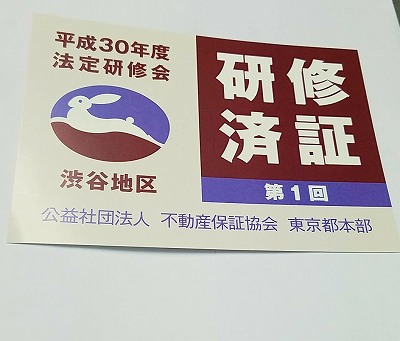 平成30年度
法定研修会
渋谷地区
研修
済証
第1回
公益社団法人 不動産保証協会 東京都本部